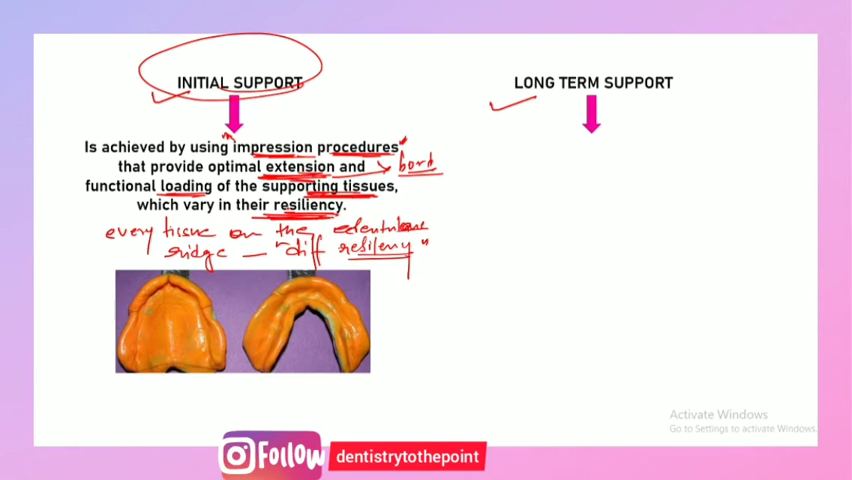 INITIAL SUPPORT
LONG TERM SUPPORT
Is achieved by using impression procedures
that provide optimal extension and
functional loading of the supporting tissues,
which vary in their resiliency.
every tissue on the
ridge — "diff resiliency"
Activate Windows
Go to Settings to activate Windows.
Follow
dentistrytothepoint